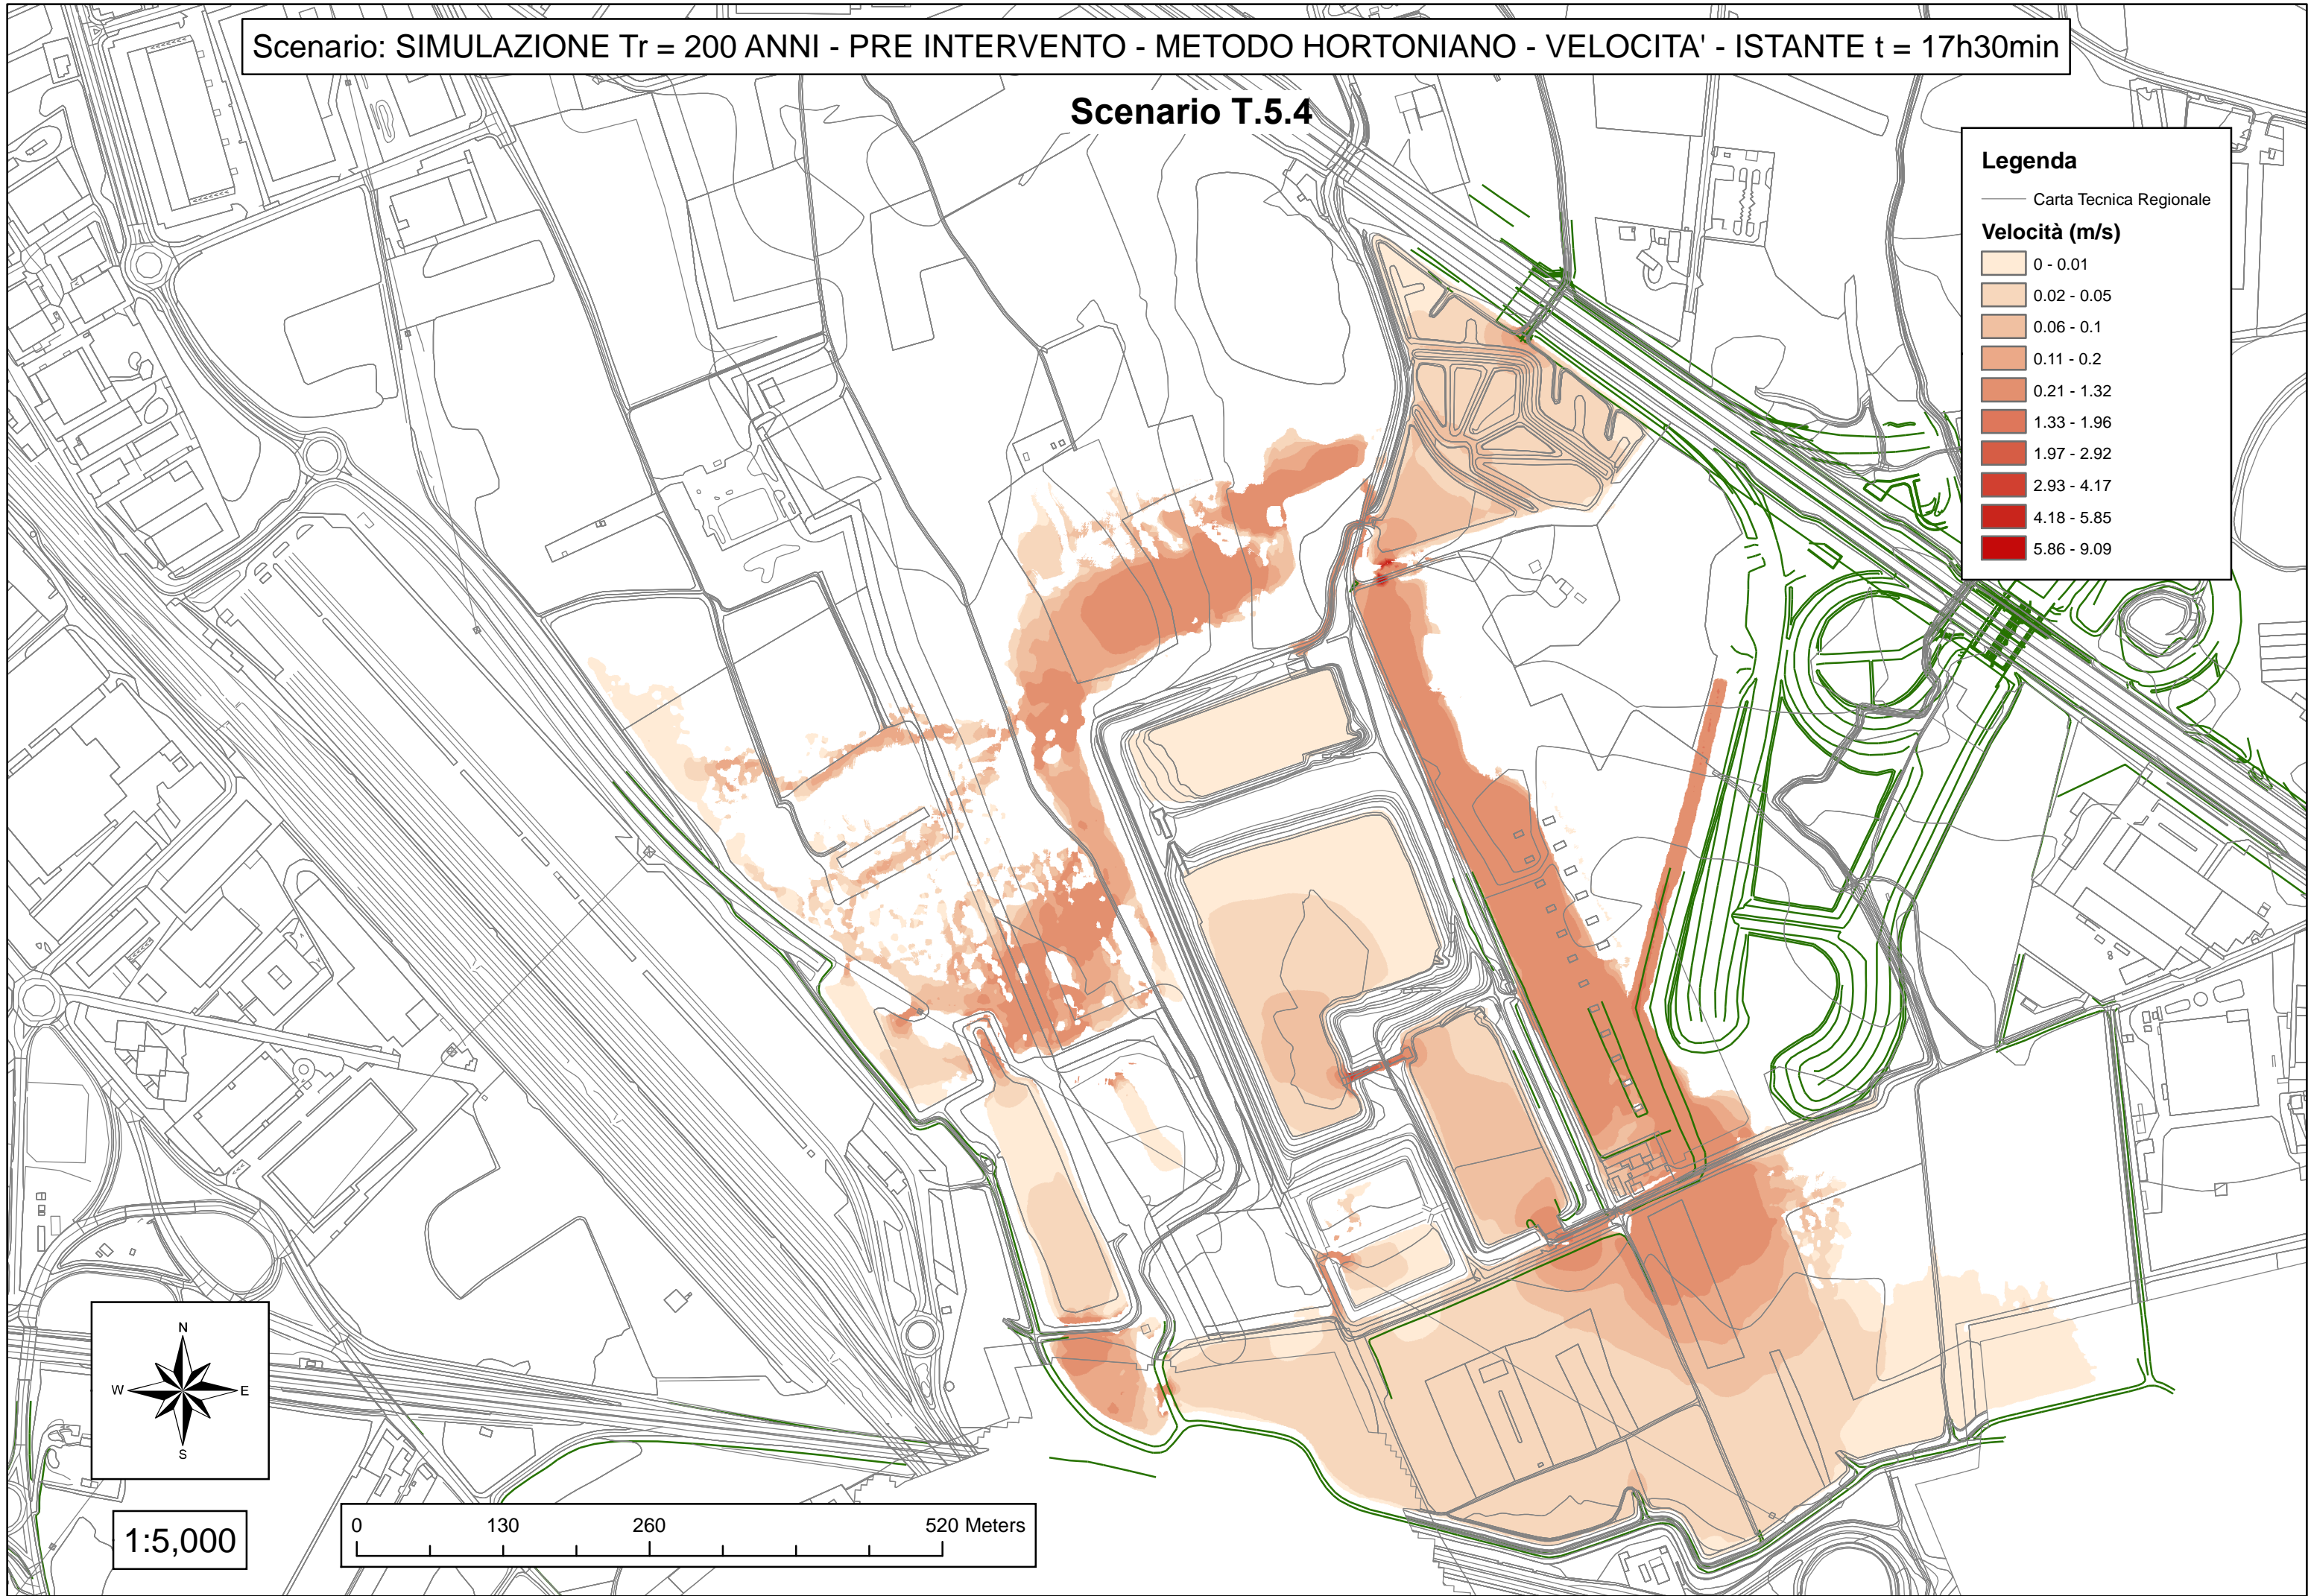 Scenario: SIMULAZIONE Tr = 200 ANNI - PRE INTERVENTO - METODO HORTONIANO - VELOCITA' - ISTANTE t = 17h30min
Scenario T.5.4
Legenda
Carta Tecnica Regionale
Velocità (m/s)
0 - 0.01
0.02 - 0.05
0.06 - 0.1
0.11 - 0.2
0.21 - 1.32
1.33 - 1.96
1.97 - 2.92
2.93 - 4.17
4.18 - 5.85
5.86 - 9.09
N
W E
S
1:5,000
0 130 260 520 Meters